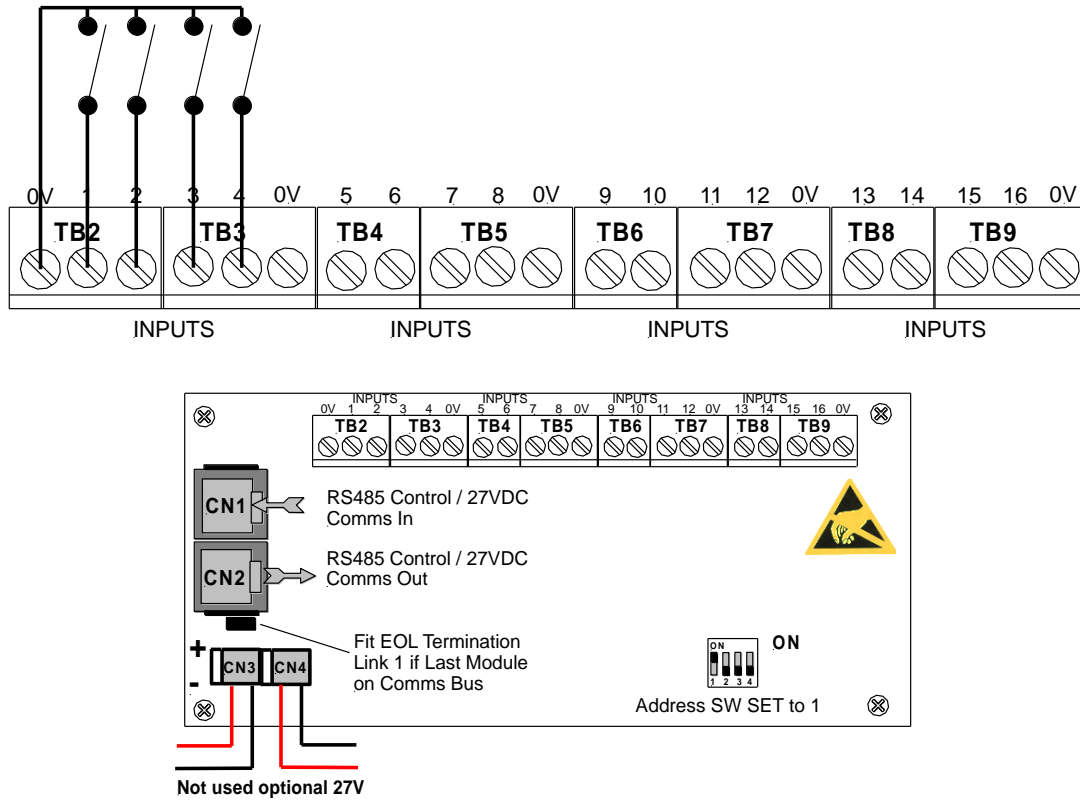 0V 1 2 3 4 0V 5 6 7 8 0V 9 10 11 12 0V 13 14 15 16 0V
TB2 TB3 TB4 TB5 TB6 TB7 TB8 TB9
INPUTS INPUTS INPUTS INPUTS
INPUTS INPUTS INPUTS INPUTS
0V 1 2 3 4 0V 5 6 7 8 0V 9 10 11 12 0V 13 14 15 16 0V
TB2 TB3 TB4 TB5 TB6 TB7 TB8 TB9
CN1
RS485 Control / 27VDC
Comms In
CN2
RS485 Control / 27VDC
Comms Out
Fit EOL Termination
Link 1 if Last Module
on Comms Bus
+
-
CN3 CN4
ON
1 2 3 4
ON
Address SW SET to 1
Not used optional 27V